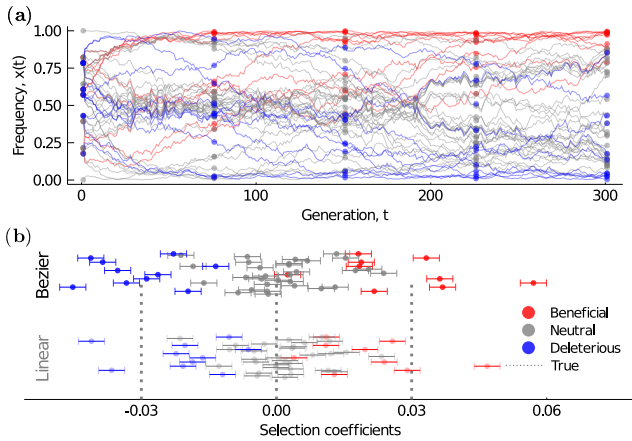 (a)
1.00
0.75
0.50
0.25
0.00
Frequency, x(t)
0
100
200
300
Generation, t
(b)
Bezier
Linear
Beneficial
Neutral
Deleterious
True
-0.03
0.00
0.03
0.06
Selection coefficients